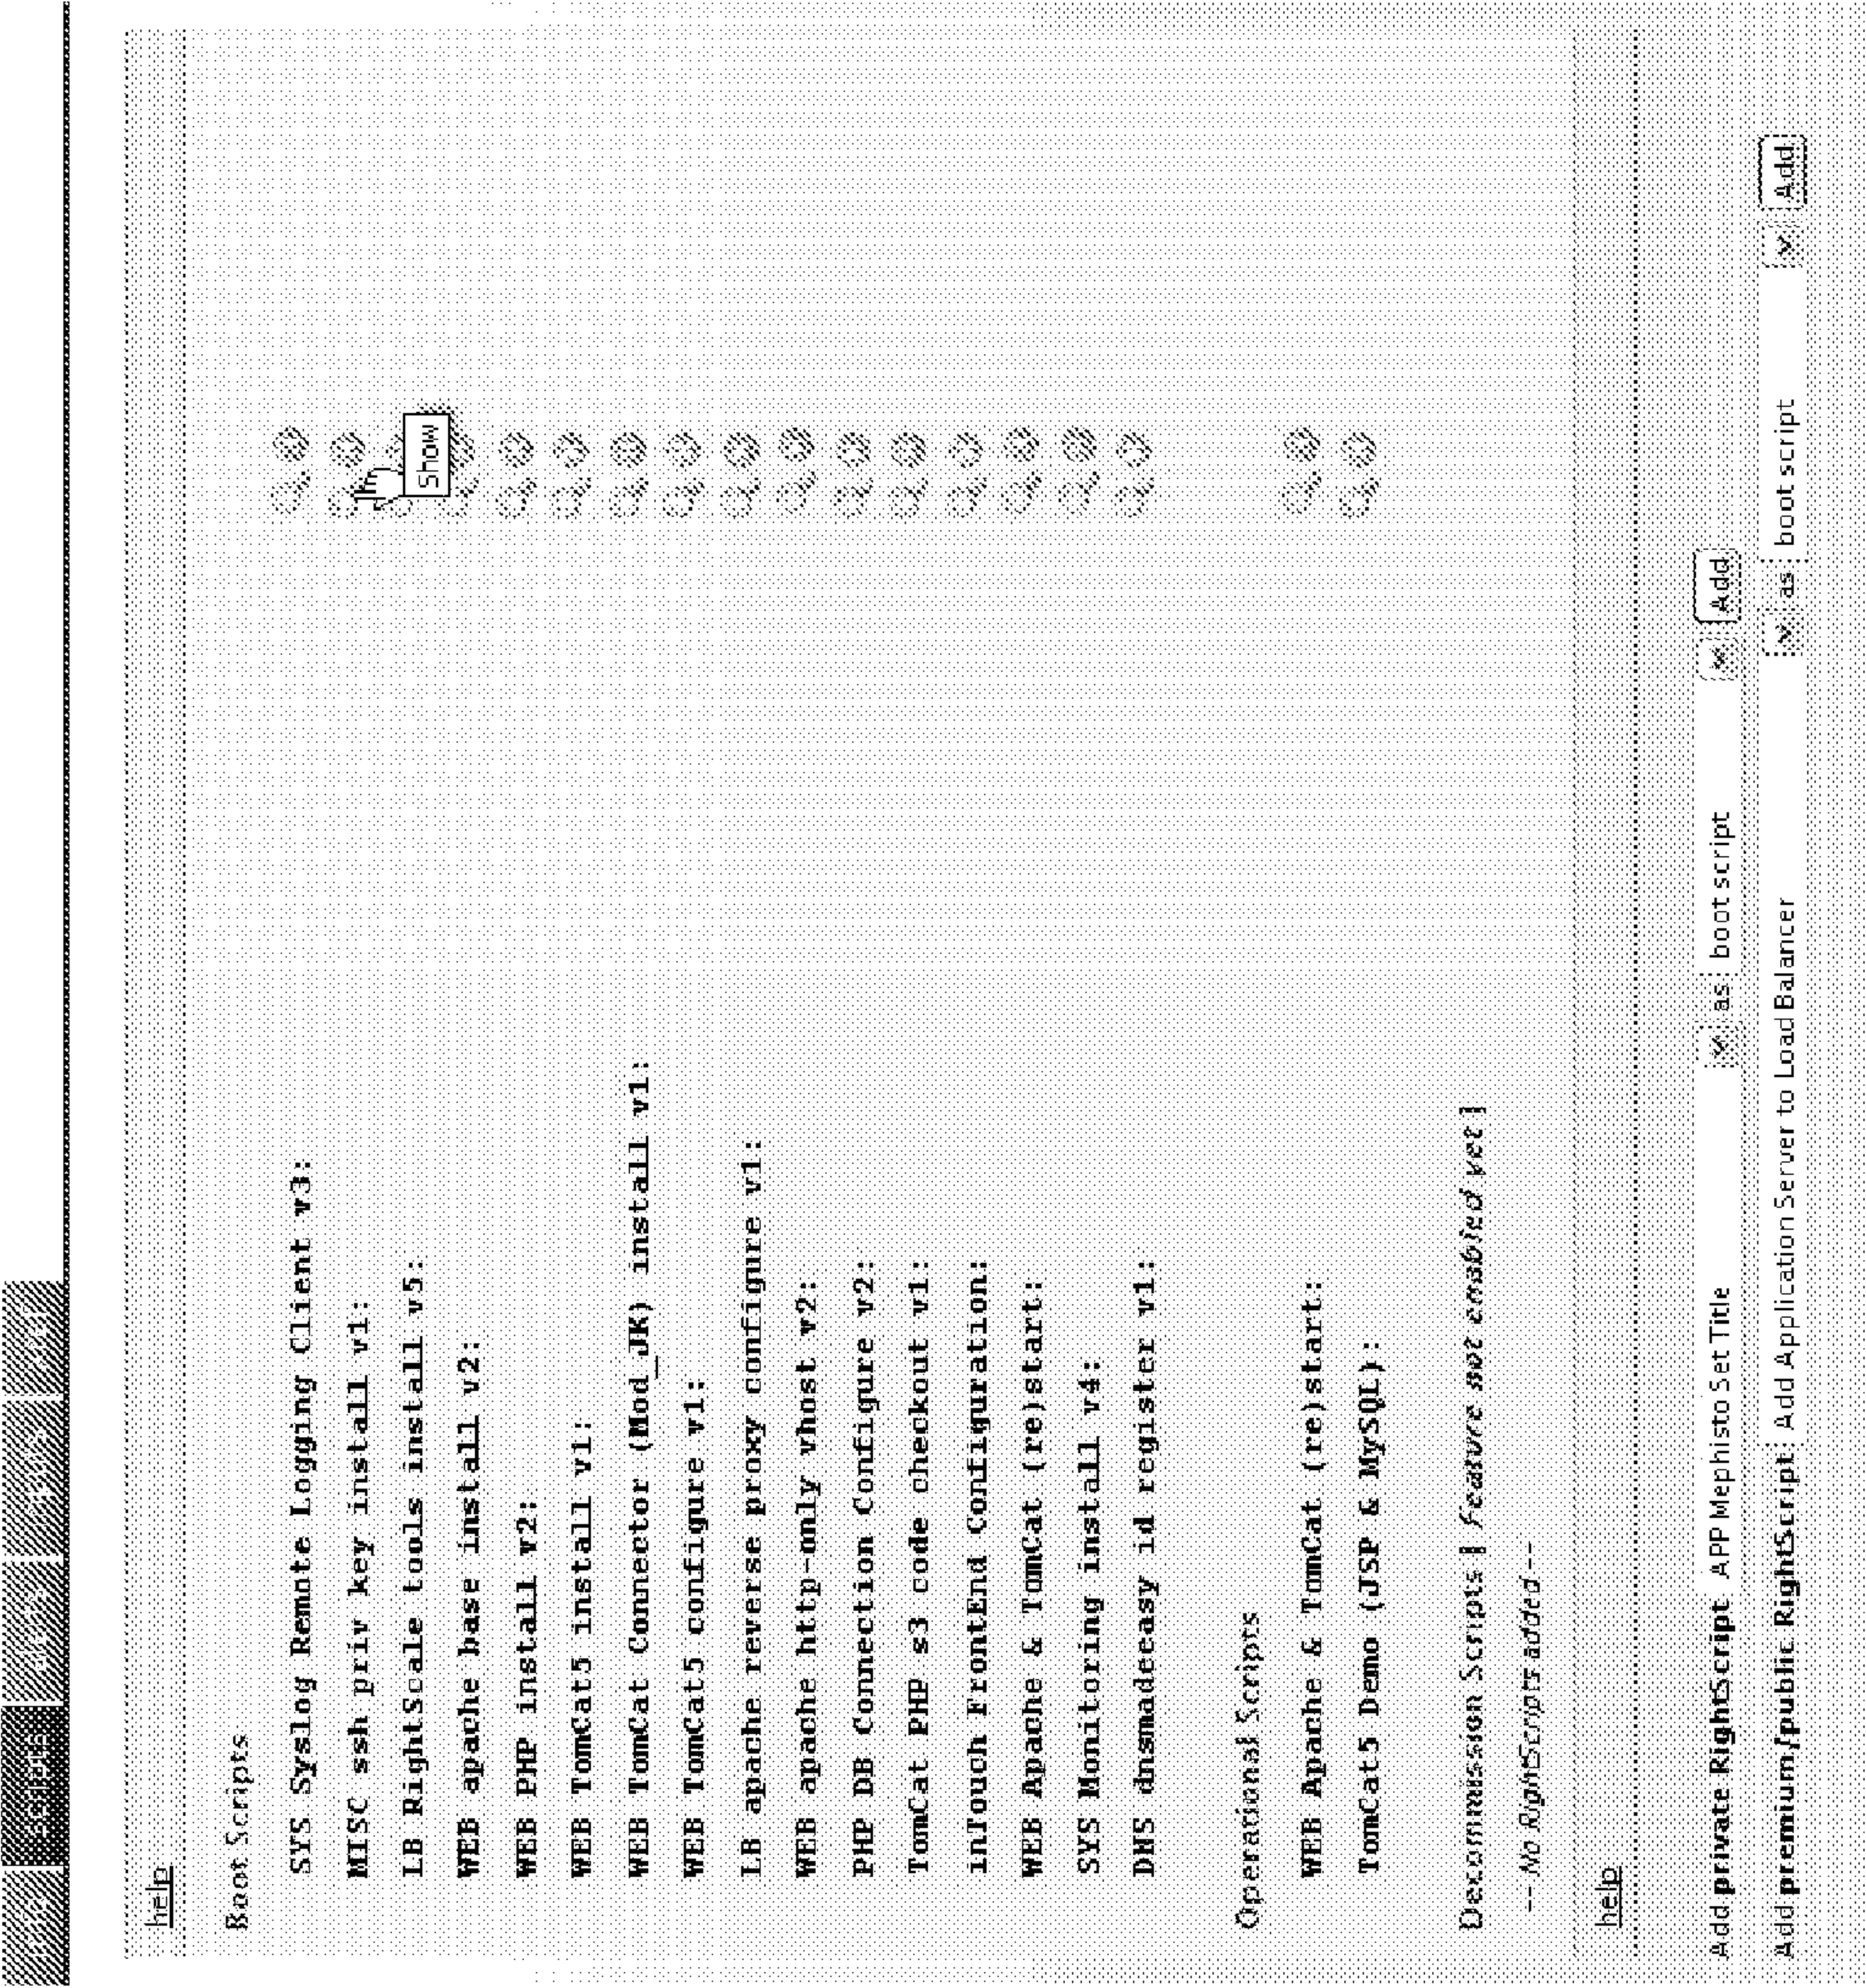 help
Boot Scripts
SYS Syslog Remote Logging Client v3:
MISC ssh priv key install v1:
Show
LB RightScale tools install v5:
WEB apache base install v2:
WEB PHP install v2:
WEB TomCat5 install v1:
WEB TomCat Connector (Mod_JK) install v1:
WEB TomCat5 configure v1:
LB apache reverse proxy configure v1:
WEB apache http-only vhost v2:
PHP DB Connection Configure v2:
TomCat PHP s3 code checkout v1:
inTouch FrontEnd Configuration:
WEB Apache & TomCat (re)start:
SYS Monitoring install v4:
DNS dnsmadeeasy id register v1:
Operational Scripts
WEB Apache & TomCat (re)start:
TomCat5 Demo (JSP & MySQL):
Decommission Scripts [ Feature not enabled yet ]
-- No RightScripts added --
help
Add private RightScript APP Mephisto Set Title as boot script Add
Add premium/public RightScript Add Application Server to Load Balancer as boot script Add